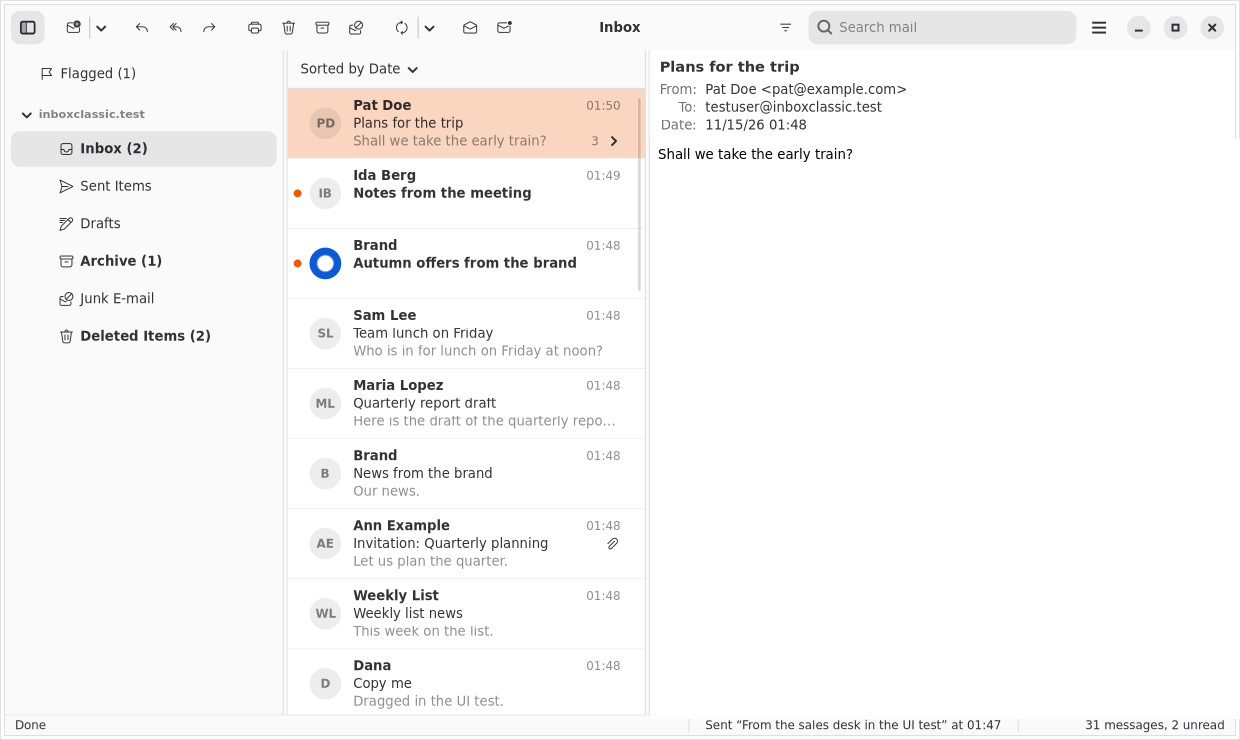 Inbox
Search mail
Flagged (1)
inboxclassic.test
Inbox (2)
Sent Items
Drafts
Archive (1)
Junk E-mail
Deleted Items (2)
Sorted by Date
PD
Pat Doe
01:50
Plans for the trip
Shall we take the early train?
3
IB
Ida Berg
01:49
Notes from the meeting
Brand
01:48
Autumn offers from the brand
SL
Sam Lee
01:48
Team lunch on Friday
Who is in for lunch on Friday at noon?
ML
Maria Lopez
01:48
Quarterly report draft
Here is the draft of the quarterly repo…
B
Brand
01:48
News from the brand
Our news.
AE
Ann Example
01:48
Invitation: Quarterly planning
Let us plan the quarter.
WL
Weekly List
01:48
Weekly list news
This week on the list.
D
Dana
01:48
Copy me
Dragged in the UI test.
Plans for the trip
From: Pat Doe <pat@example.com>
To: testuser@inboxclassic.test
Date: 11/15/26 01:48
Shall we take the early train?
Done
Sent “From the sales desk in the UI test” at 01:47
31 messages, 2 unread